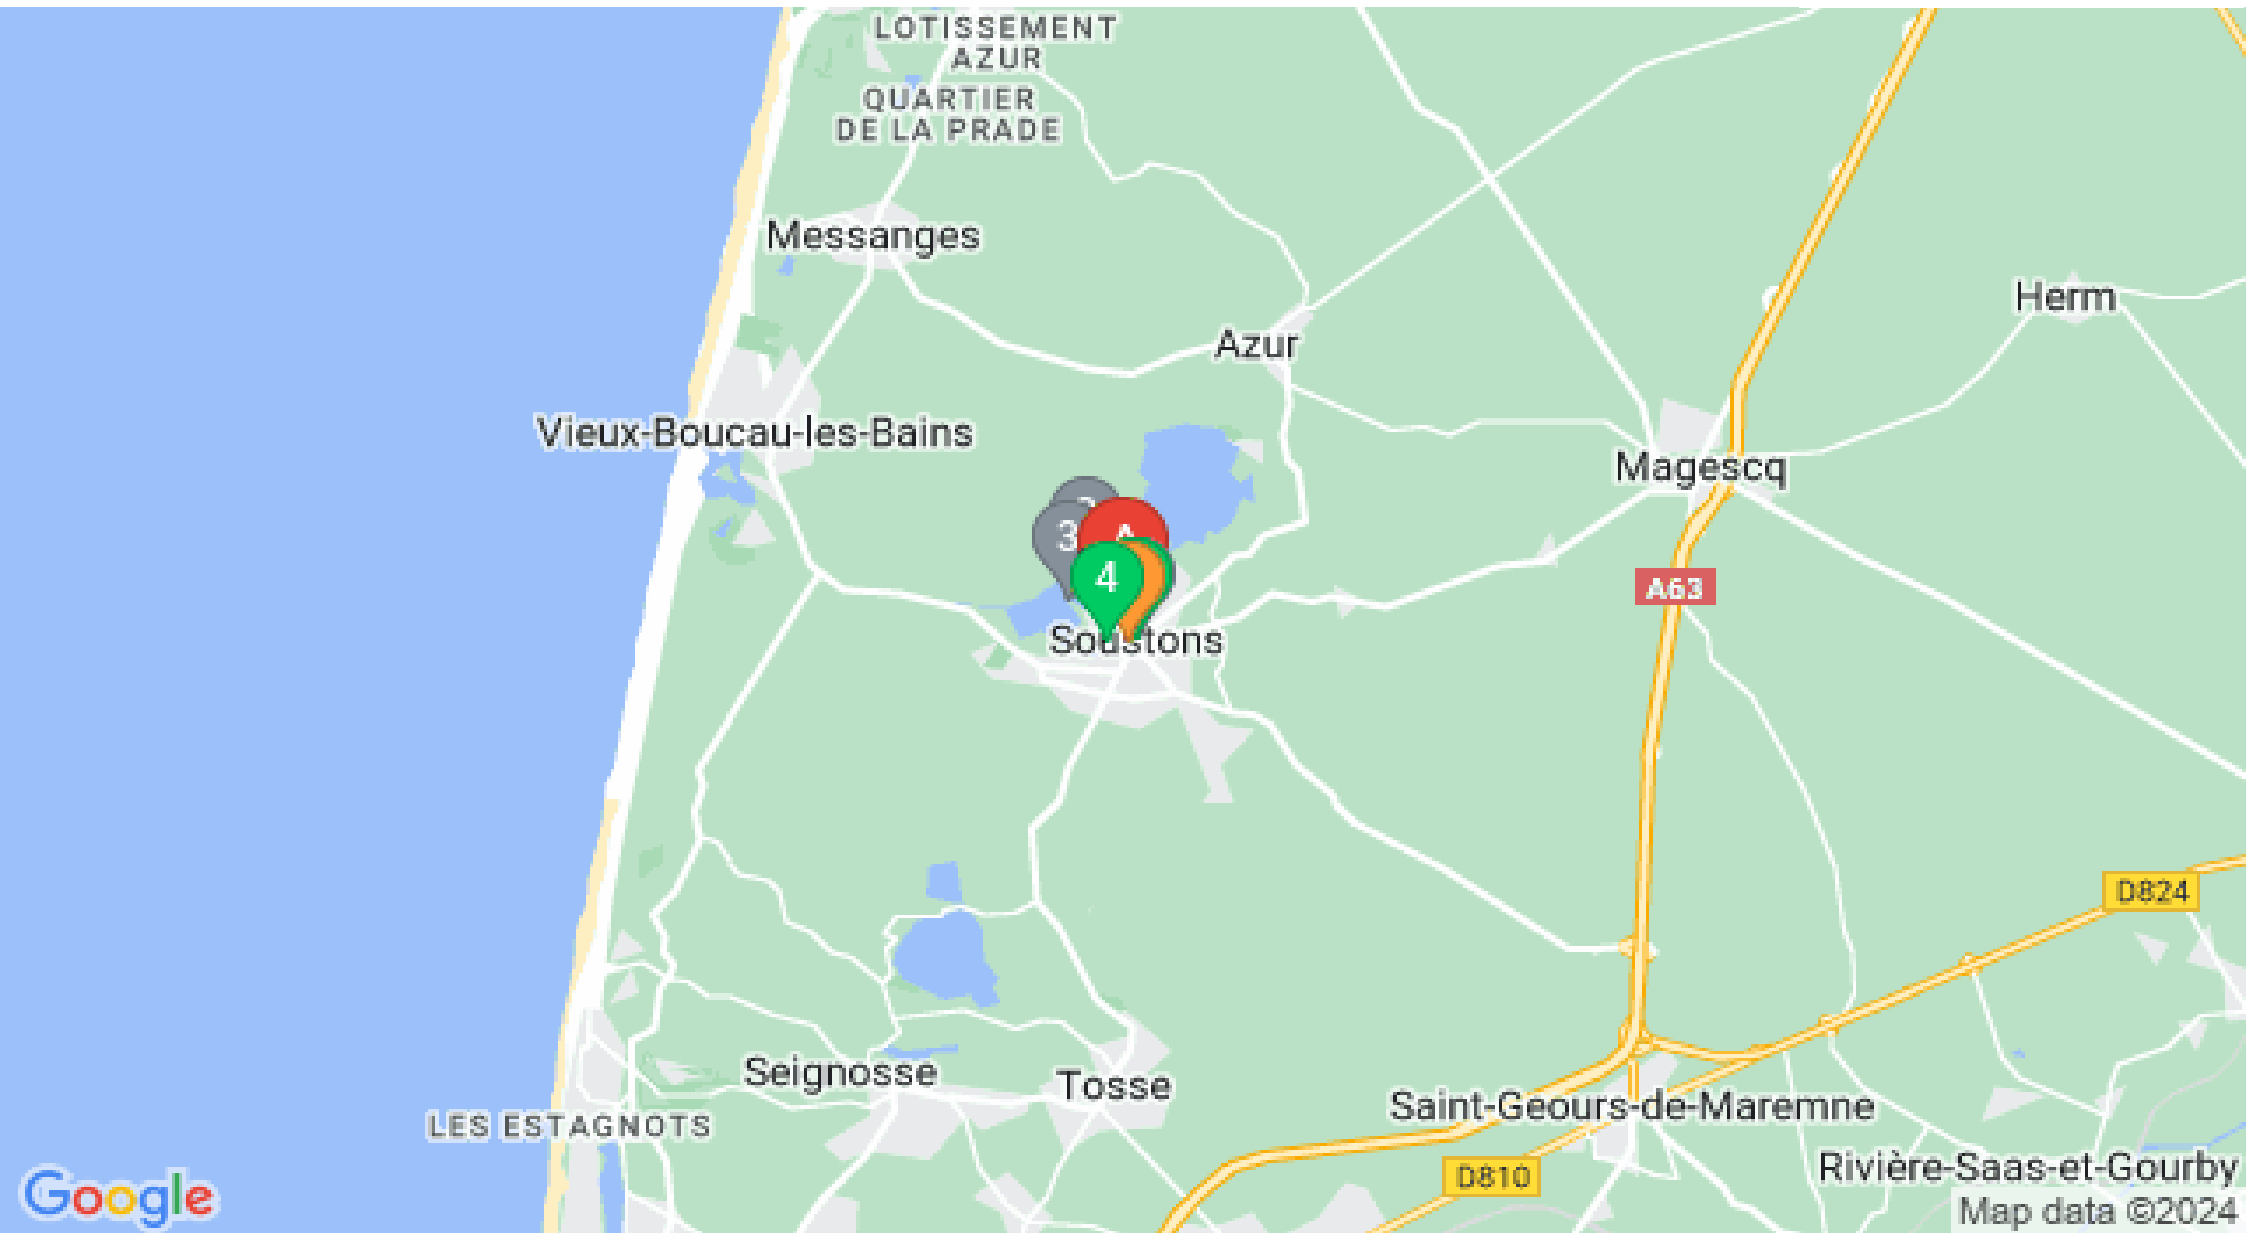 LOTISSEMENT
AZUR
QUARTIER
DE LA PRADE
Messanges
Herm
Azur
Vieux-Boucau-les-Bains
Magescq
3
4
A63
Soustons
D824
Seignosse
Tosse
Saint-Geours-de-Maremne
LES ESTAGNOTS
Rivière-Saas-et-Gourby
D810
Google
Map data ©2024